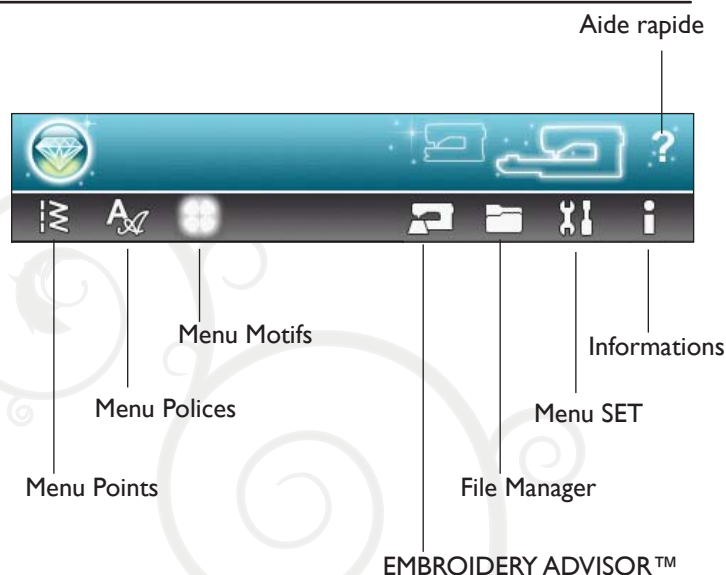 Aide rapide
Menu Motifs
Informations
Menu Polices
Menu SET
Menu Points
File Manager
EMBROIDERY ADVISOR™